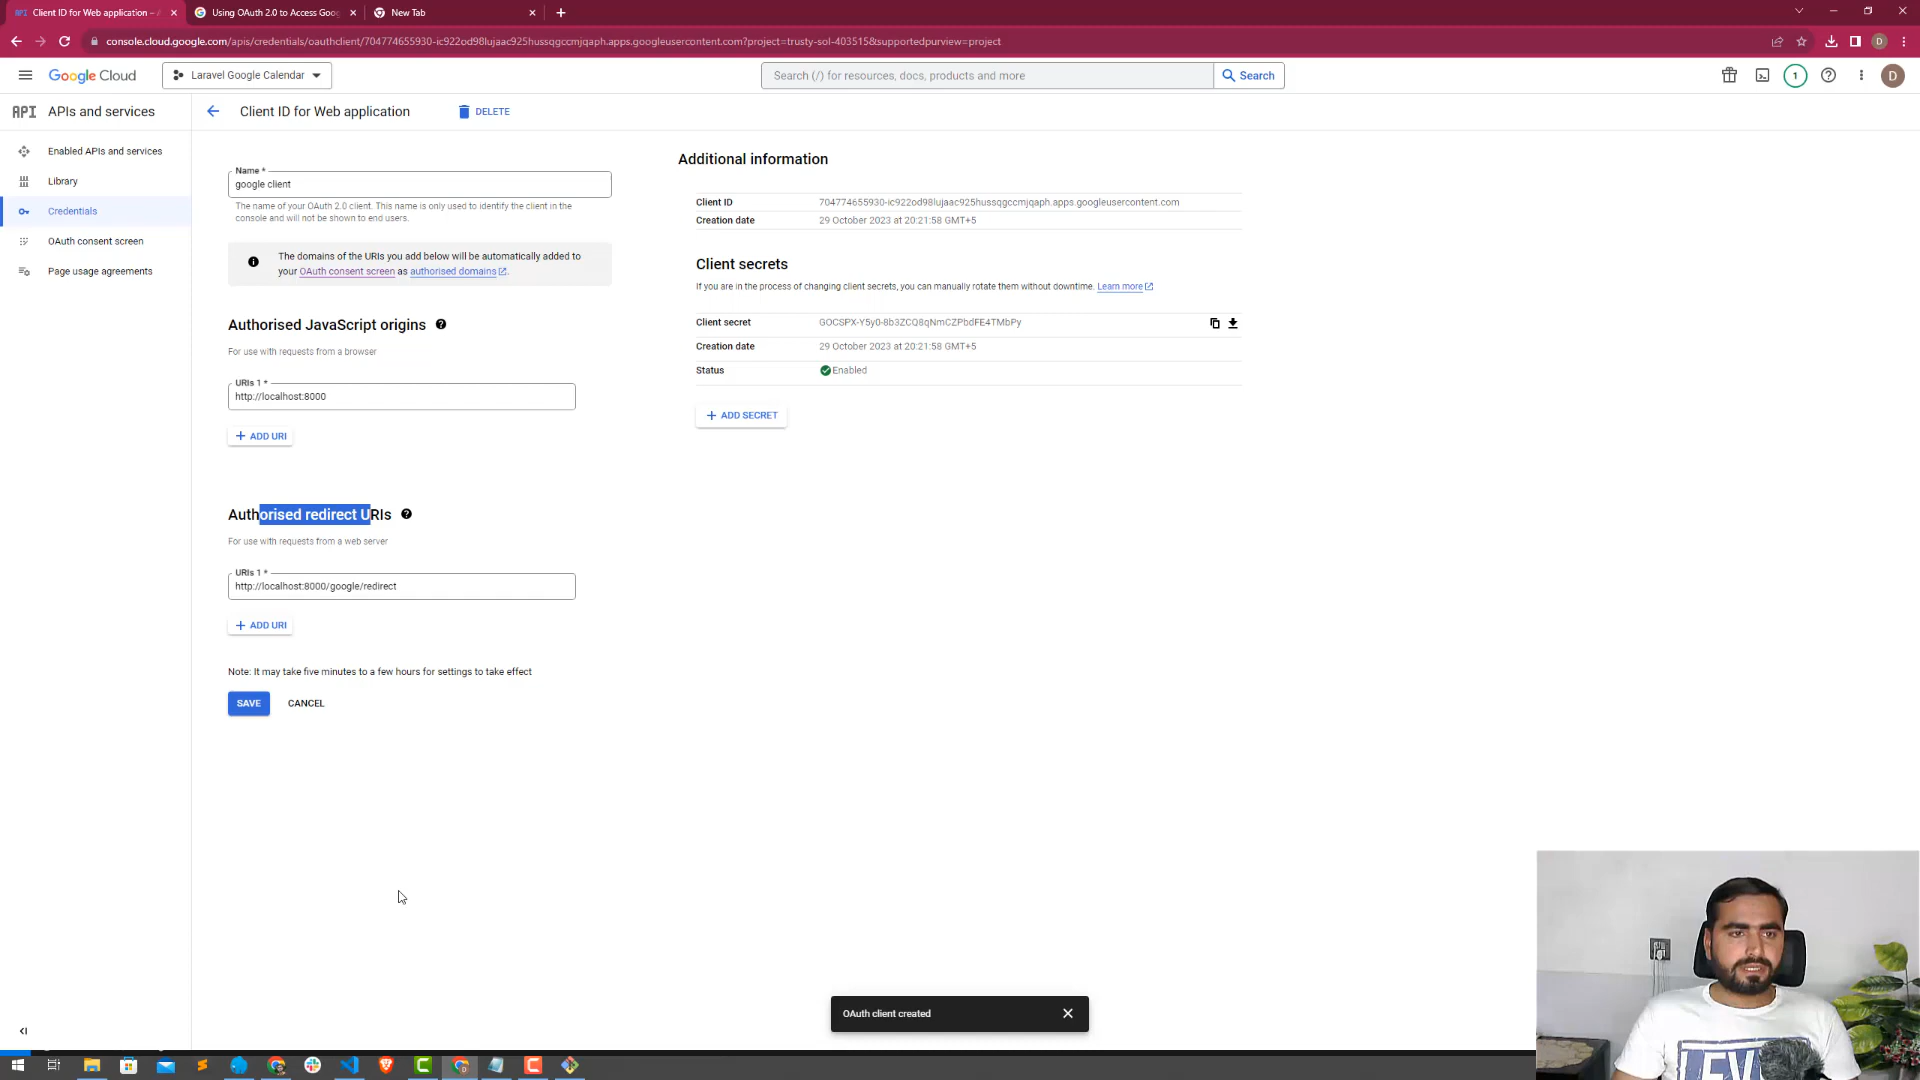 Client ID for Web application –
Using OAuth 2.0 to Access Goog
New Tab
console.cloud.google.com/apis/credentials/oauthclient/704774655930-ic922od98lujaac925hussqgccmjqaph.apps.googleusercontent.com?project=trusty-sol-403515&supportedpurview=project
D
Google Cloud
Laravel Google Calendar
Search (/) for resources, docs, products and more
Search
1
D
API APIs and services
Client ID for Web application
DELETE
Enabled APIs and services
Library
Credentials
OAuth consent screen
Page usage agreements
Name *
google client
The name of your OAuth 2.0 client. This name is only used to identify the client in the
console and will not be shown to end users.
The domains of the URIs you add below will be automatically added to
your OAuth consent screen as authorised domains.
Authorised JavaScript origins
For use with requests from a browser
URIs 1 *
http://localhost:8000
+ ADD URI
Authorised redirect URIs
For use with requests from a web server
URIs 1 *
http://localhost:8000/google/redirect
+ ADD URI
Note: It may take five minutes to a few hours for settings to take effect
SAVE
CANCEL
Additional information
Client ID 704774655930-ic922od98lujaac925hussqgccmjqaph.apps.googleusercontent.com
Creation date 29 October 2023 at 20:21:58 GMT+5
Client secrets
If you are in the process of changing client secrets, you can manually rotate them without downtime. Learn more
Client secret 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
Creation date 29 October 2023 at 20:21:58 GMT+5
Status Enabled
+ ADD SECRET
OAuth client created